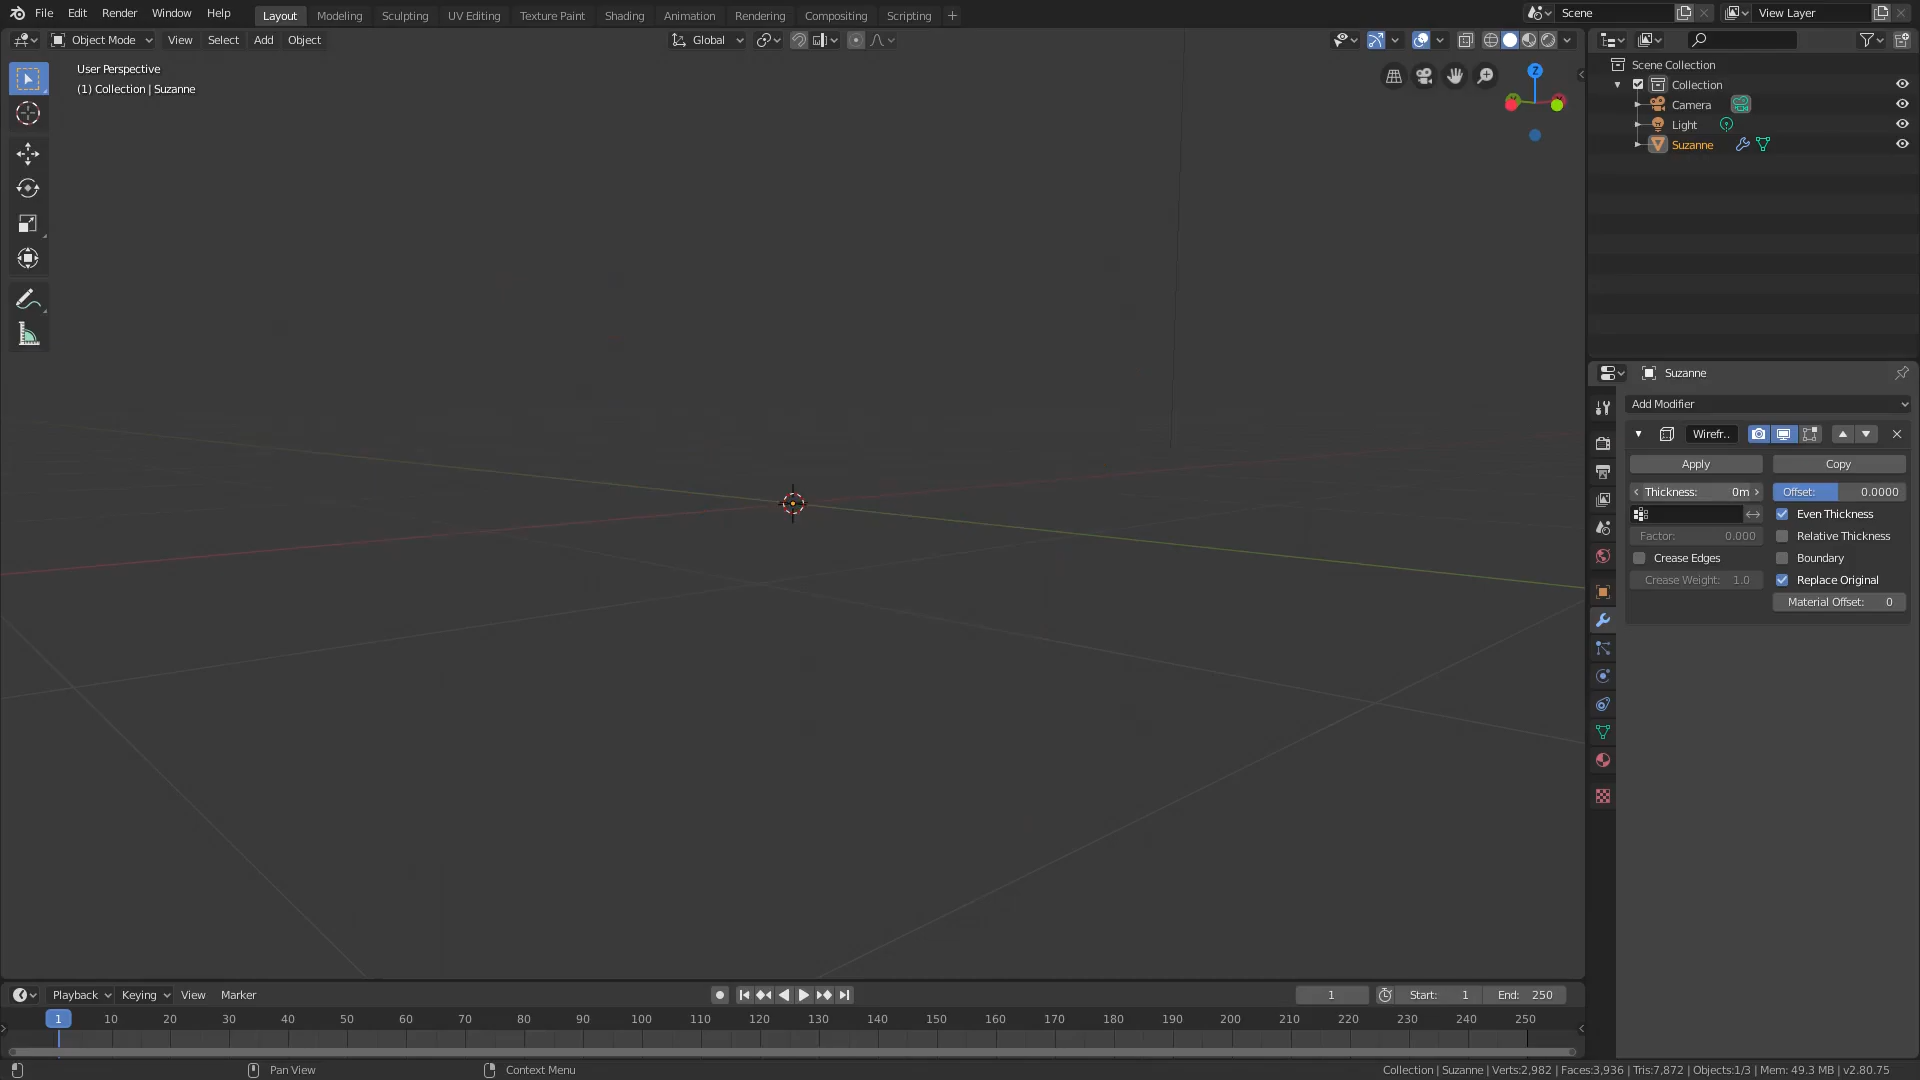 File Edit Render Window Help Layout Modeling Sculpting UV Editing Texture Paint Shading Animation Rendering Compositing Scripting + Scene View Layer
Object Mode View Select Add Object Global
User Perspective
(1) Collection | Suzanne
Z
Scene Collection
Collection
Camera
Light
Suzanne
Suzanne
Add Modifier
Wirefr..
Apply Copy
Thickness: 0m Offset: 0.0000
Even Thickness
Factor: 0.000 Relative Thickness
Crease Edges Boundary
Crease Weight: 1.0 Replace Original
Material Offset: 0
Playback Keying View Marker 1 Start: 1 End: 250
1 10 20 30 40 50 60 70 80 90 100 110 120 130 140 150 160 170 180 190 200 210 220 230 240 250
Pan View Context Menu Collection | Suzanne | Verts:2,982 | Faces:3,936 | Tris:7,872 | Objects:1/3 | Mem: 49.3 MB | v2.80.75